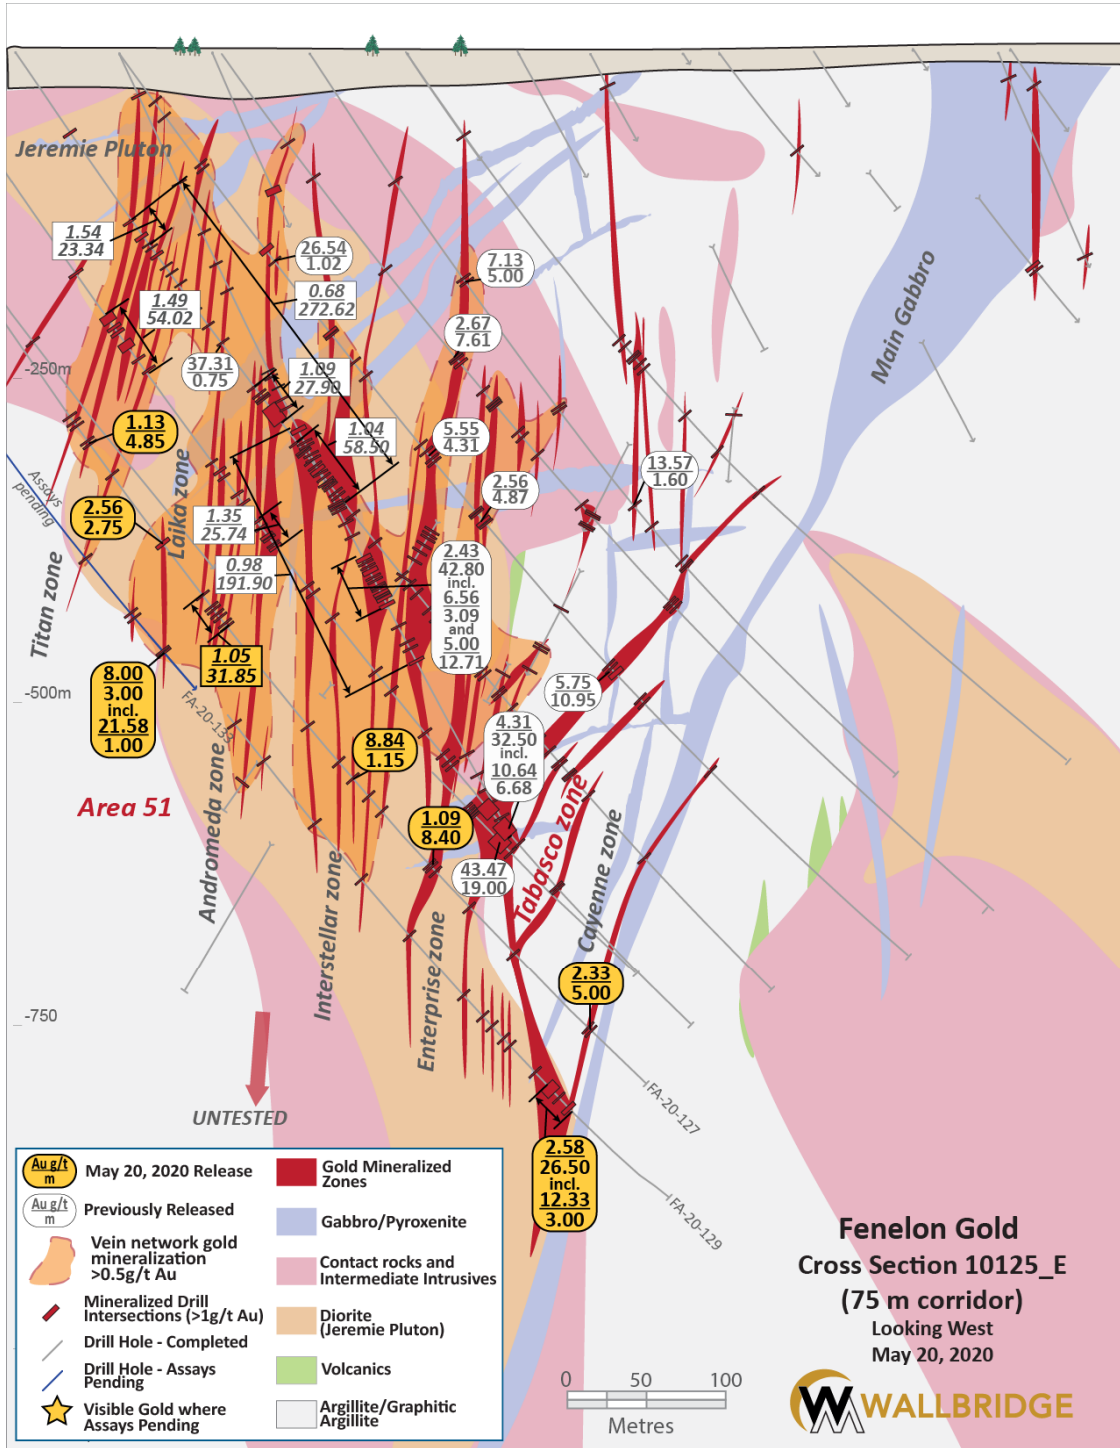 Jeremie Pluton
1.54
23.34
26.54
1.02
7.13
5.00
0.68
272.62
1.49
54.02
2.67
7.61
Main Gabbro
37.31
0.75
-250m
1.09
27.90
1.13
4.85
1.04
58.50
5.55
4.31
13.57
1.60
Assays
pending
2.56
2.75
Laika zone
2.56
4.87
1.35
25.74
0.98
191.90
2.43
42.80
incl.
6.56
3.09
and
5.00
12.71
Titan zone
1.05
31.85
8.00
3.00
incl.
21.58
1.00
-500m
FA-20-133
5.75
10.95
4.31
32.50
incl.
10.64
6.68
8.84
1.15
Area 51
Andromeda zone
1.09
8.40
43.47
19.00
Tabasco zone
Cayenne zone
Interstellar zone
Enterprise zone
2.33
5.00
-750
UNTESTED
FA-20-127
FA-20-129
2.58
26.50
incl.
12.33
3.00
Au g/t
m
May 20, 2020 Release
Au g/t
m
Previously Released
Vein network gold
mineralization
>0.5g/t Au
Mineralized Drill
Intersections (>1g/t Au)
Drill Hole - Completed
Drill Hole - Assays
Pending
Visible Gold where
Assays Pending
Gold Mineralized
Zones
Gabbro/Pyroxenite
Contact rocks and
Intermediate Intrusives
Diorite
(Jeremie Pluton)
Volcanics
Argillite/Graphitic
Argillite
0 50 100
Metres
Fenelon Gold
Cross Section 10125_E
(75 m corridor)
Looking West
May 20, 2020
WALLBRIDGE